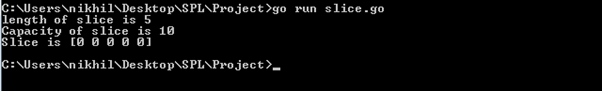 C:\Users\nikhil\Desktop\SPL\Project>go run slice.go
length of slice is 5
Capacity of slice is 10
Slice is [0 0 0 0 0]
C:\Users\nikhil\Desktop\SPL\Project>_